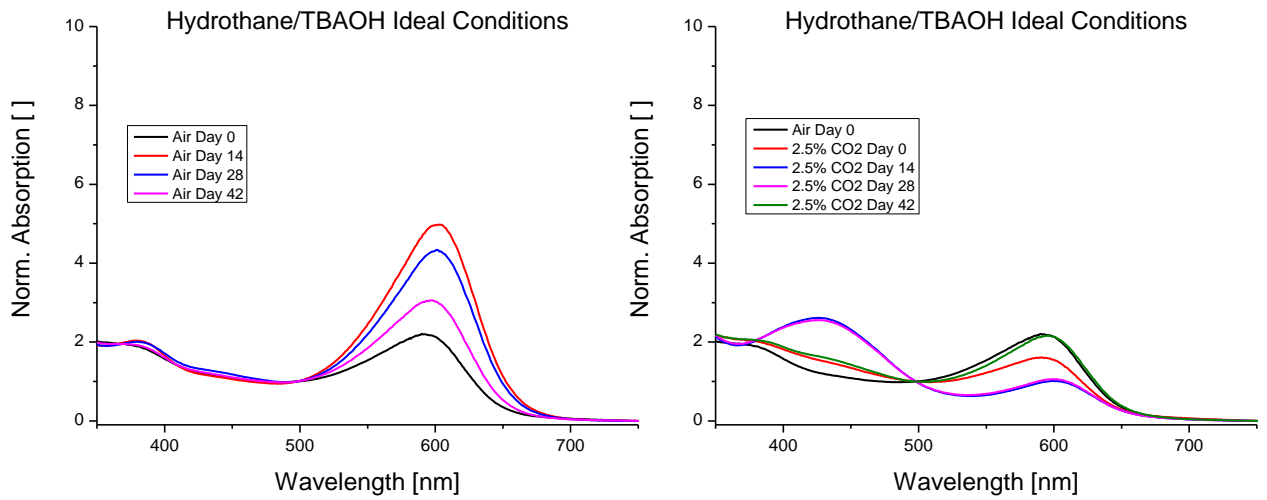 Hydrothane/TBAOH Ideal Conditions
10
8
6
4
2
0
Norm. Absorption [ ]
Air Day 0
Air Day 14
Air Day 28
Air Day 42
400
500
600
700
Wavelength [nm]
Hydrothane/TBAOH Ideal Conditions
10
8
6
4
2
0
Norm. Absorption [ ]
Air Day 0
2.5% CO2 Day 0
2.5% CO2 Day 14
2.5% CO2 Day 28
2.5% CO2 Day 42
400
500
600
700
Wavelength [nm]